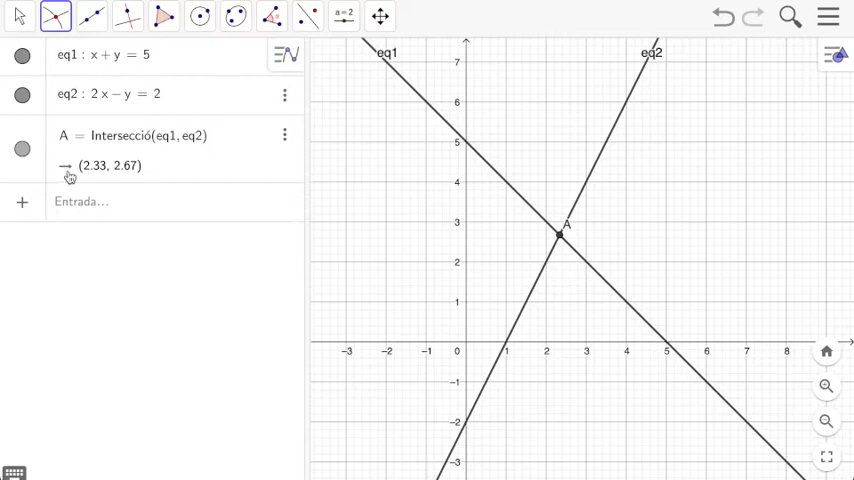 a = 2
eq1 : x + y = 5
eq2 : 2 x − y = 2
A = Intersecció(eq1, eq2)
→ (2.33, 2.67)
+ Entrada…
eq1
eq2
A
7
6
5
4
3
2
1
−3 −2 −1 0 1 2 3 4 5 6 7 8
−1
−2
−3